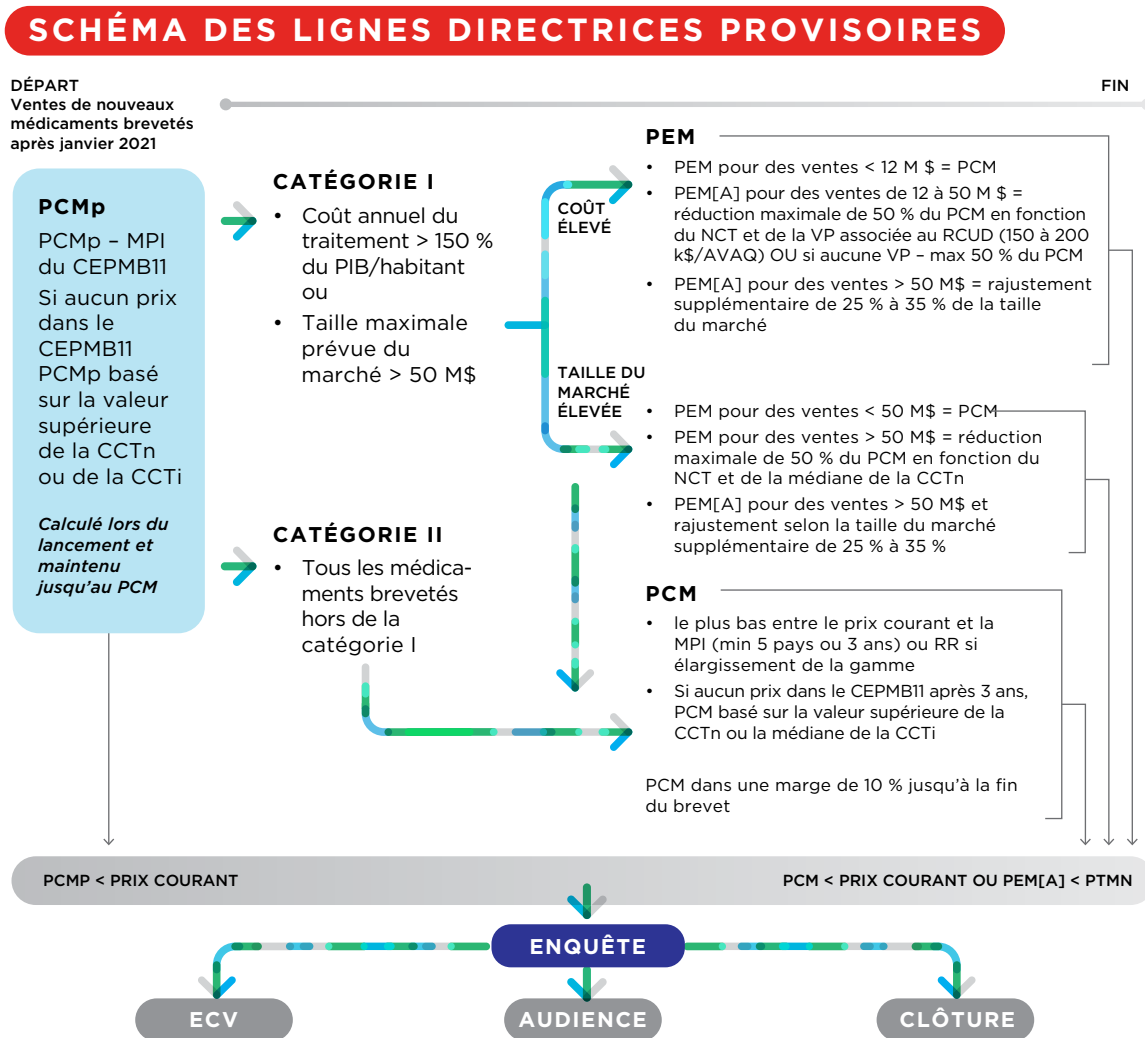 SCHÉMA DES LIGNES DIRECTRICES PROVISOIRES
DÉPART
Ventes de nouveaux
médicaments brevetés
après janvier 2021
FIN
PCMp
PCMp – MPI
du CEPMB11
Si aucun prix
dans le
CEPMB11
PCMp basé
sur la valeur
supérieure
de la CCTn
ou de la CCTi
Calculé lors du
lancement et
maintenu
jusqu'au PCM
CATÉGORIE I
• Coût annuel du
traitement > 150 %
du PIB/habitant
ou
• Taille maximale
prévue du
marché > 50 M$
CATÉGORIE II
• Tous les médica-
ments brevetés
hors de la
catégorie I
COÛT
ÉLEVÉ
TAILLE DU
MARCHÉ
ÉLEVÉE
PEM
• PEM pour des ventes < 12 M $ = PCM
• PEM[A] pour des ventes de 12 à 50 M $ =
réduction maximale de 50 % du PCM en fonction
du NCT et de la VP associée au RCUD (150 à 200
k$/AVAQ) OU si aucune VP – max 50 % du PCM
• PEM[A] pour des ventes > 50 M$ = rajustement
supplémentaire de 25 % à 35 % de la taille
du marché
• PEM pour des ventes < 50 M$ = PCM
• PEM pour des ventes > 50 M$ = réduction
maximale de 50 % du PCM en fonction du
NCT et de la médiane de la CCTn
• PEM[A] pour des ventes > 50 M$ et
rajustement selon la taille du marché
supplémentaire de 25 % à 35 %
PCM
• le plus bas entre le prix courant et la
MPI (min 5 pays ou 3 ans) ou RR si
élargissement de la gamme
• Si aucun prix dans le CEPMB11 après 3 ans,
PCM basé sur la valeur supérieure de la
CCTn ou la médiane de la CCTi
PCM dans une marge de 10 % jusqu'à la fin
du brevet
PCMP < PRIX COURANT
PCM < PRIX COURANT OU PEM[A] < PTMN
ENQUÊTE
ECV
AUDIENCE
CLÔTURE